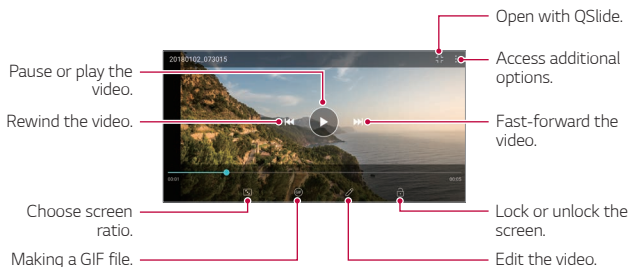 Open with QSlide.
20180102_073015
Access additional
options.
Pause or play the
video.
Rewind the video.
Fast-forward the
video.
00:01
00:05
GIF
Choose screen
ratio.
Lock or unlock the
screen.
Making a GIF file.
Edit the video.